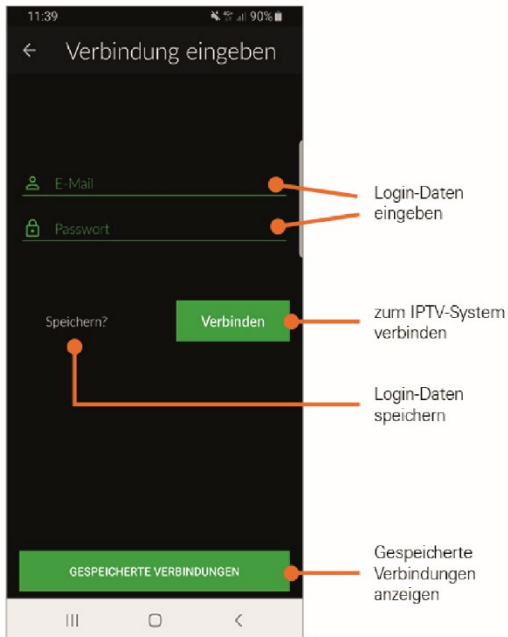 11:39
90%
Verbindung eingeben
E-Mail
Passwort
Login-Daten
eingeben
Speichern?
Verbinden
zum IPTV-System
verbinden
Login-Daten
speichern
GESPEICHERTE VERBINDUNGEN
Gespeicherte
Verbindungen
anzeigen